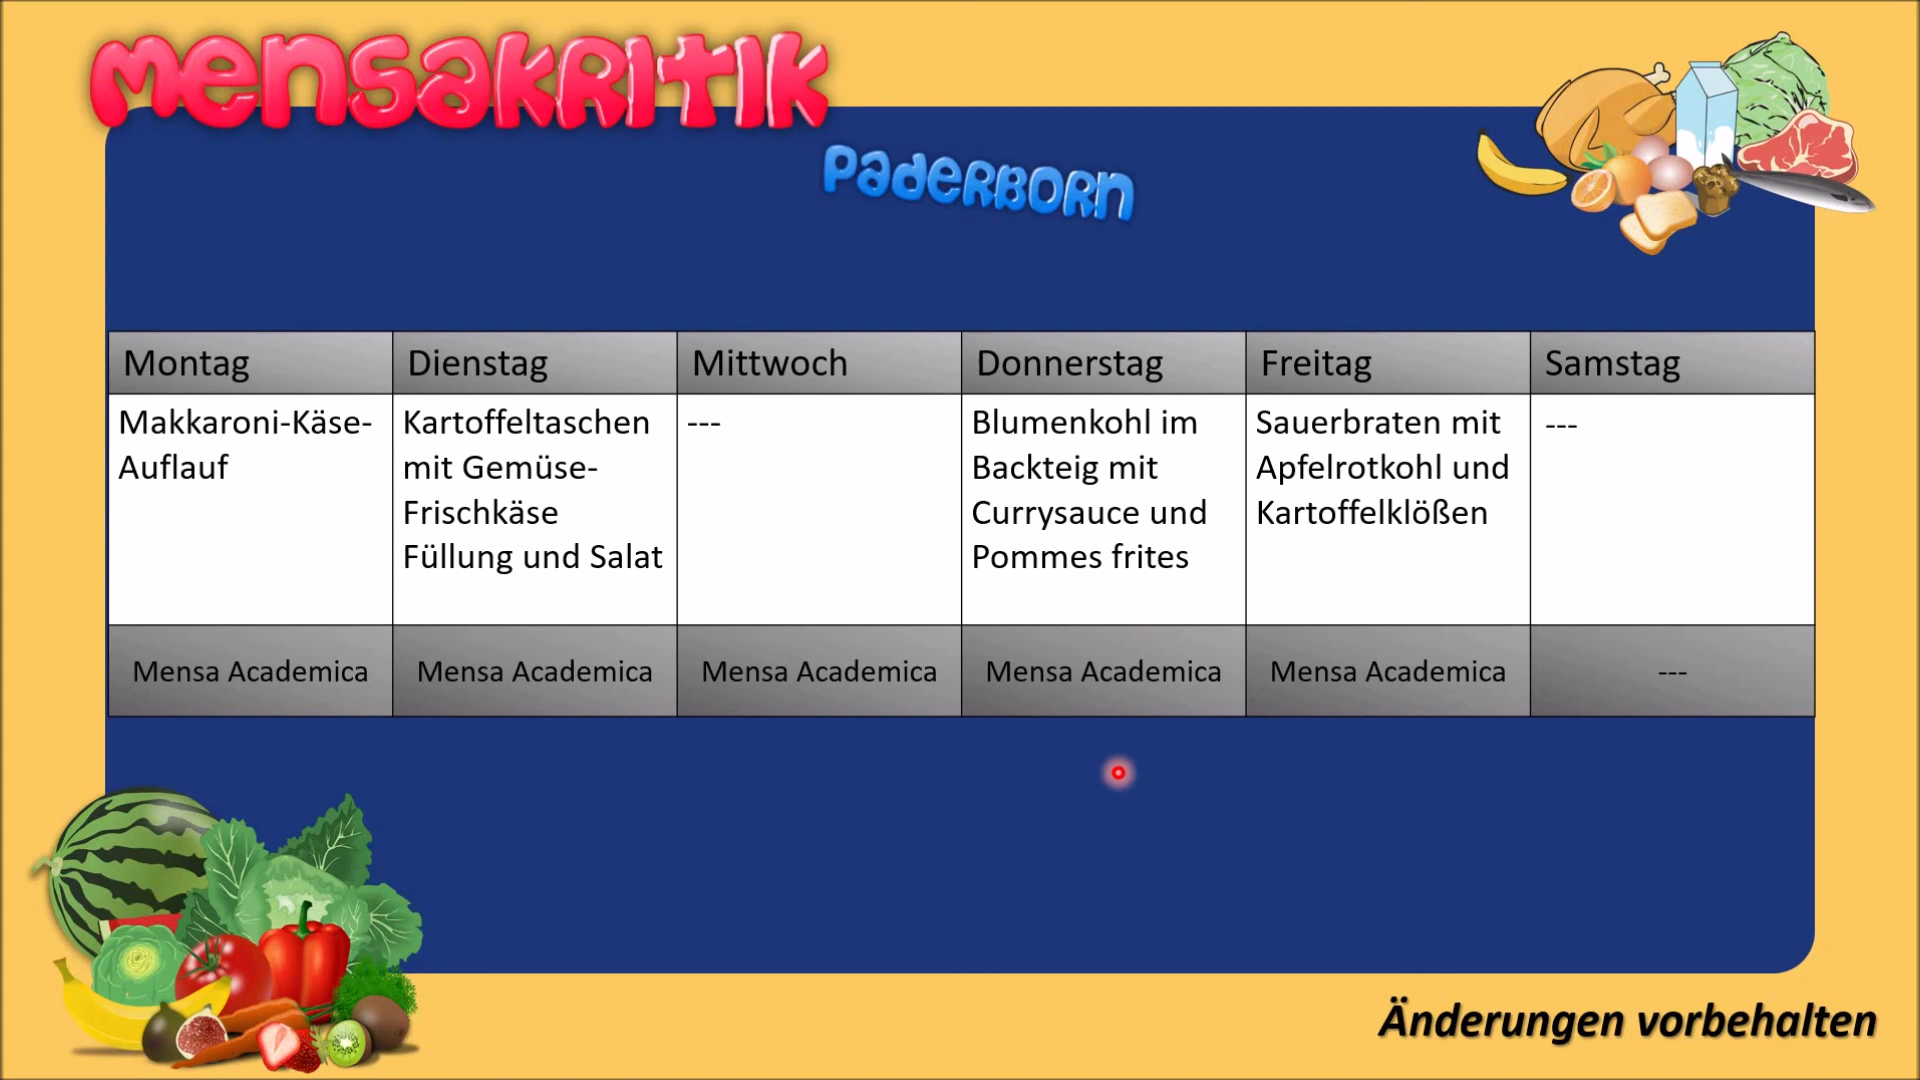 MENSAKRITIK
PADERBORN
Montag
Dienstag
Mittwoch
Donnerstag
Freitag
Samstag
Makkaroni-Käse-
Auflauf
Kartoffeltaschen
mit Gemüse-
Frischkäse
Füllung und Salat
---
Blumenkohl im
Backteig mit
Currysauce und
Pommes frites
Sauerbraten mit
Apfelrotkohl und
Kartoffelklößen
---
Mensa Academica
Mensa Academica
Mensa Academica
Mensa Academica
Mensa Academica
---
Änderungen vorbehalten